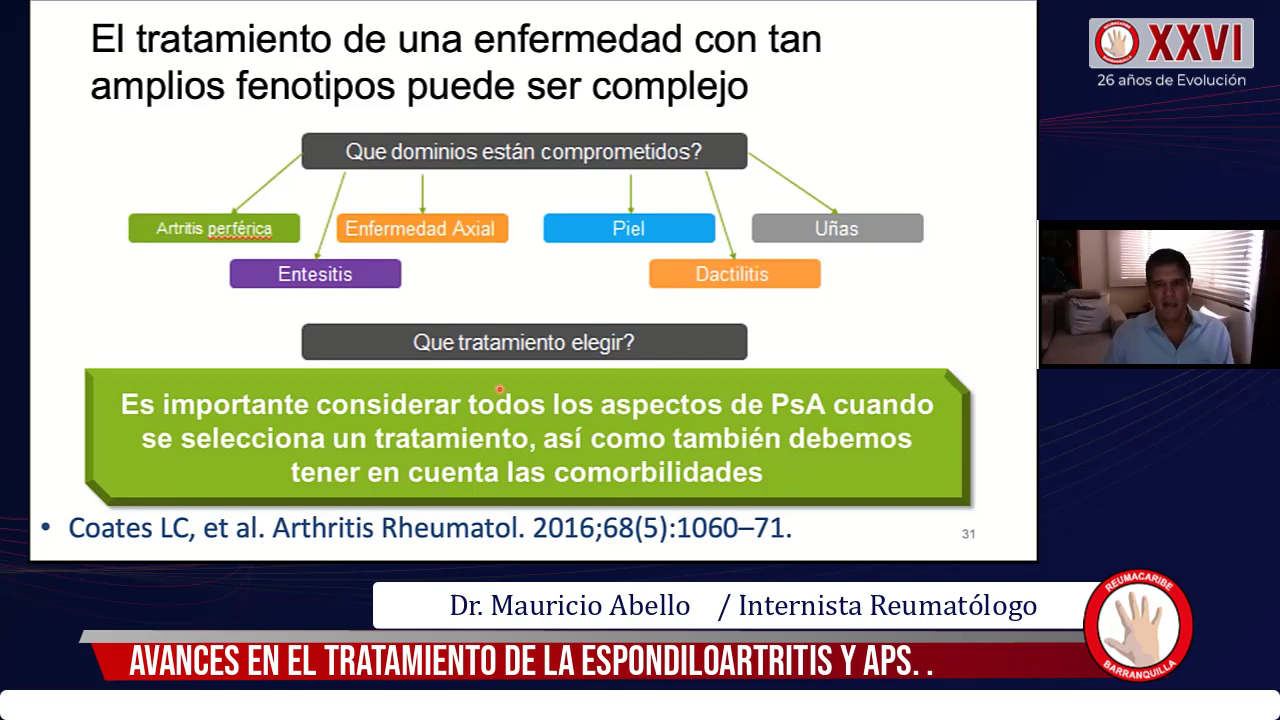 El tratamiento de una enfermedad con tan
amplios fenotipos puede ser complejo
Que dominios están comprometidos?
Artritis perférica
Enfermedad Axial
Piel
Uñas
Entesitis
Dactilitis
Que tratamiento elegir?
Es importante considerar todos los aspectos de PsA cuando
se selecciona un tratamiento, así como también debemos
tener en cuenta las comorbilidades
• Coates LC, et al. Arthritis Rheumatol. 2016;68(5):1060–71.
31
XXVI
26 años de Evolución
Dr. Mauricio Abello / Internista Reumatólogo
AVANCES EN EL TRATAMIENTO DE LA ESPONDILOARTRITIS Y APS. .
REUMACARIBE
BARRANQUILLA